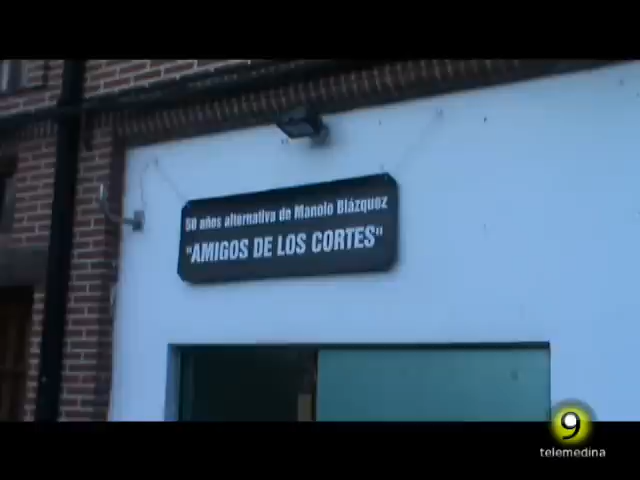 50 años alternativa de Manolo Blázquez
"AMIGOS DE LOS CORTES"
9
telemedina